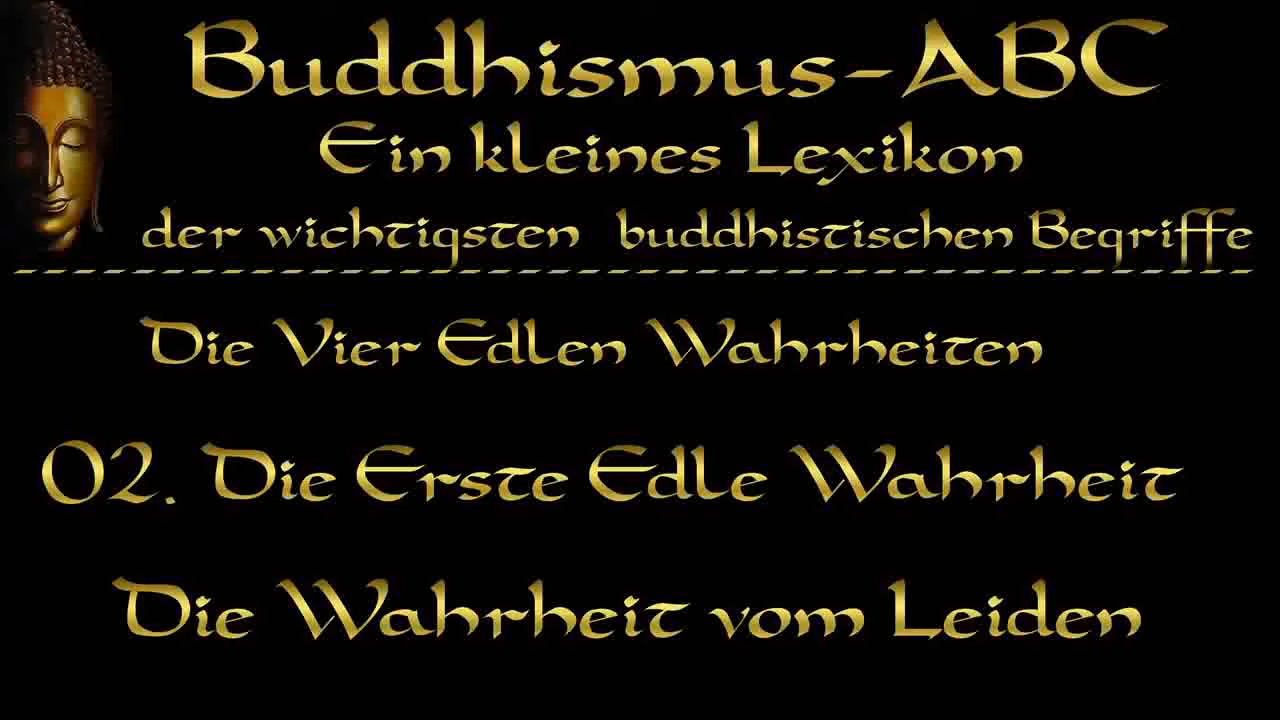 Buddhismus-ABC
Ein kleines Lexikon
der wichtigsten buddhistischen Begriffe
Die Vier Edlen Wahrheiten
02. Die Erste Edle Wahrheit
Die Wahrheit vom Leiden